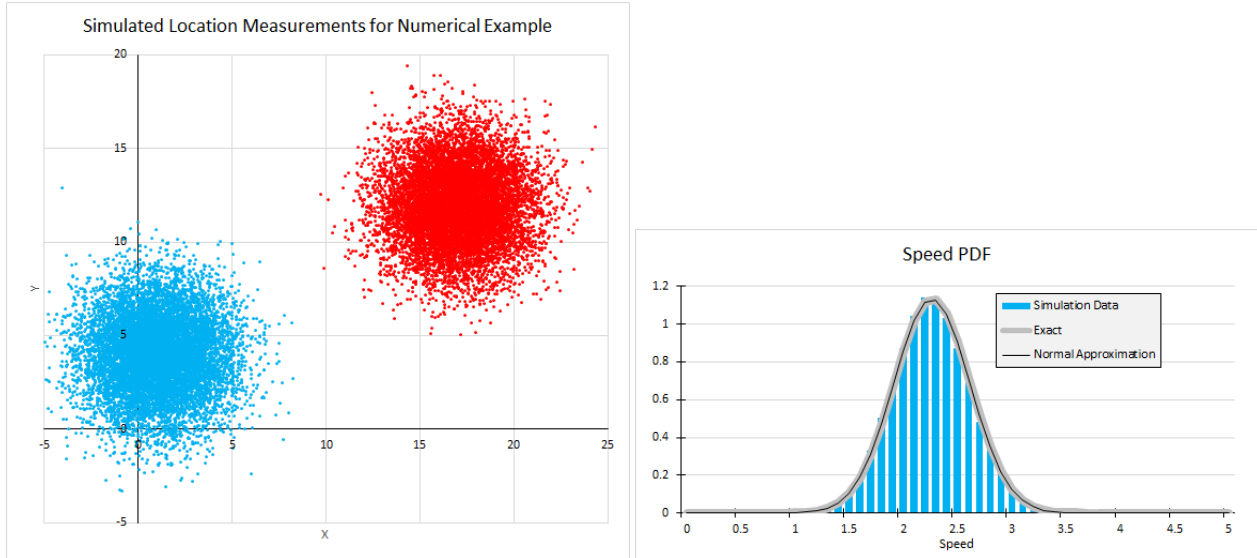 Simulated Location Measurements for Numerical Example
20
15
10
5
0
-5
Y
-5 0 5 10 15 20 25
X
Speed PDF
1.2
1
0.8
0.6
0.4
0.2
0
Simulation Data
Exact
Normal Approximation
0 0.5 1 1.5 2 2.5 3 3.5 4 4.5 5
Speed